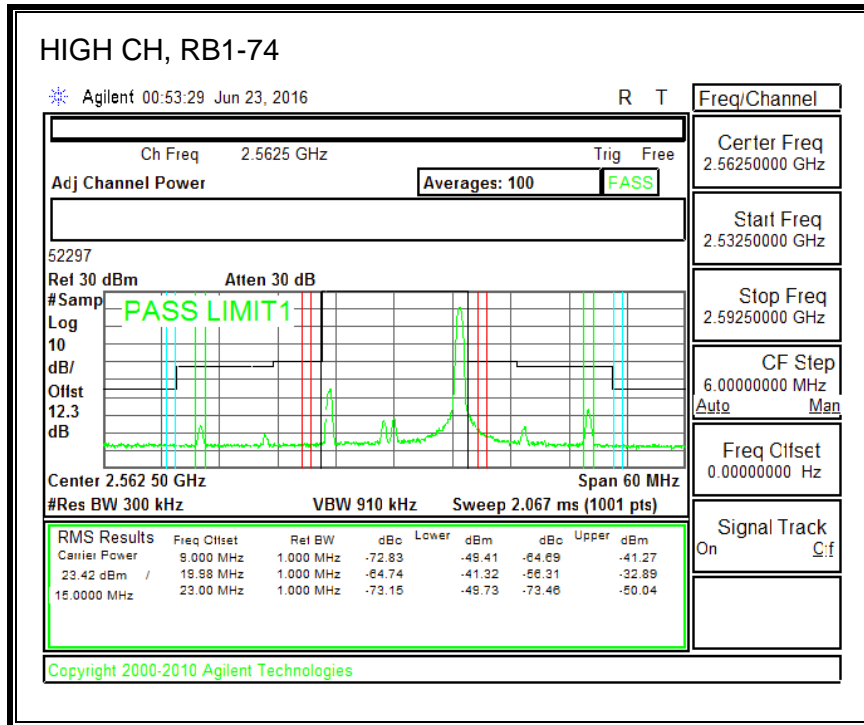 HIGH CH, RB1-74
Agilent 00:53:29 Jun 23, 2016 R T
Freq/Channel
Ch Freq 2.5625 GHz Trig Free
Adj Channel Power Averages: 100 PASS
52297
Ref 30 dBm Atten 30 dB
#Samp
Log
10
dB/
Offst
12.3
dB
PASS LIMIT1
Center 2.562 50 GHz Span 60 MHz
#Res BW 300 kHz VBW 910 kHz Sweep 2.067 ms (1001 pts)
RMS Results Freq Offset Ref BW dBc Lower dBm dBc Upper dBm
Carrier Power 9.000 MHz 1.000 MHz -72.83 -49.41 -64.69 -41.27
23.42 dBm / 19.98 MHz 1.000 MHz -64.74 -41.32 -56.31 -32.89
15.0000 MHz 23.00 MHz 1.000 MHz -73.15 -49.73 -73.46 -50.04
Center Freq
2.56250000 GHz
Start Freq
2.53250000 GHz
Stop Freq
2.59250000 GHz
CF Step
6.00000000 MHz
Auto Man
Freq Offset
0.00000000 Hz
Signal Track
On Off
Copyright 2000-2010 Agilent Technologies